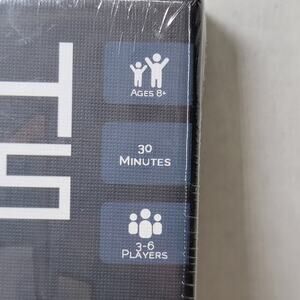 AGES 8+
30
MINUTES
3-6
PLAYERS